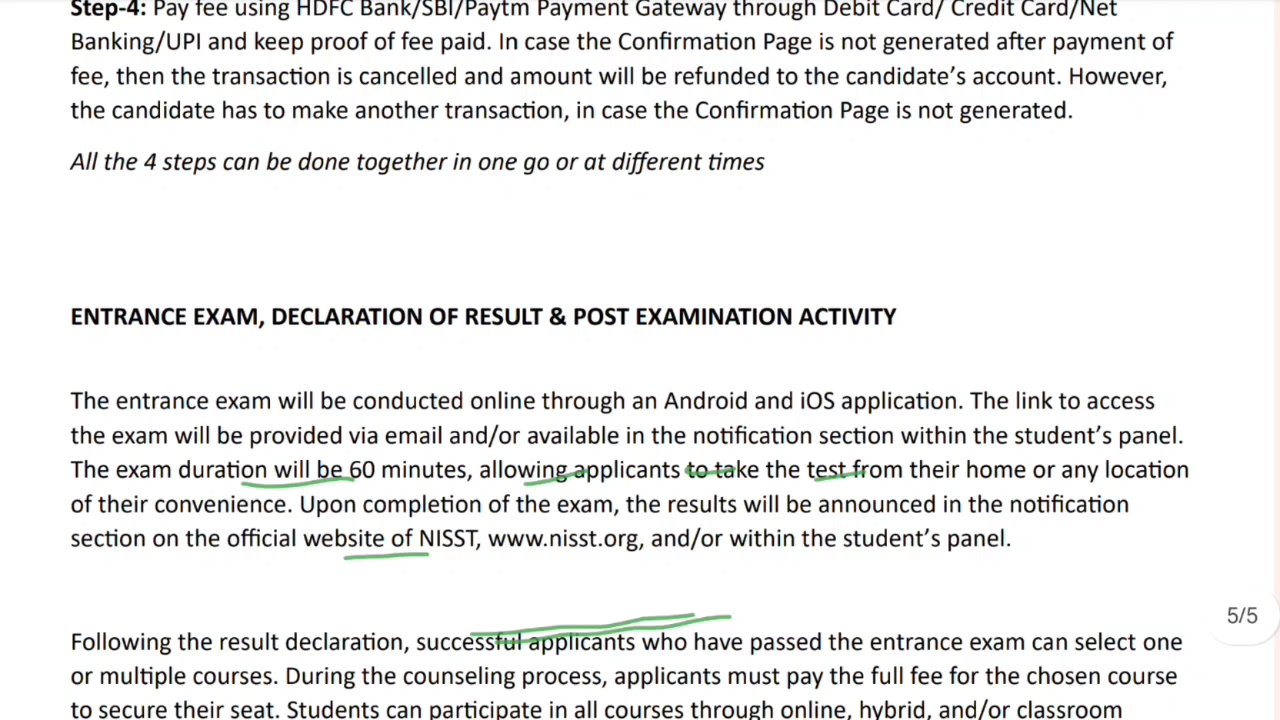 Step-4: Pay fee using HDFC Bank/SBI/Paytm Payment Gateway through Debit Card/ Credit Card/Net
Banking/UPI and keep proof of fee paid. In case the Confirmation Page is not generated after payment of
fee, then the transaction is cancelled and amount will be refunded to the candidate’s account. However,
the candidate has to make another transaction, in case the Confirmation Page is not generated.
All the 4 steps can be done together in one go or at different times
ENTRANCE EXAM, DECLARATION OF RESULT & POST EXAMINATION ACTIVITY
The entrance exam will be conducted online through an Android and iOS application. The link to access
the exam will be provided via email and/or available in the notification section within the student’s panel.
The exam duration will be 60 minutes, allowing applicants to take the test from their home or any location
of their convenience. Upon completion of the exam, the results will be announced in the notification
section on the official website of NISST, www.nisst.org, and/or within the student’s panel.
5/5
Following the result declaration, successful applicants who have passed the entrance exam can select one
or multiple courses. During the counseling process, applicants must pay the full fee for the chosen course
to secure their seat. Students can participate in all courses through online, hybrid, and/or classroom